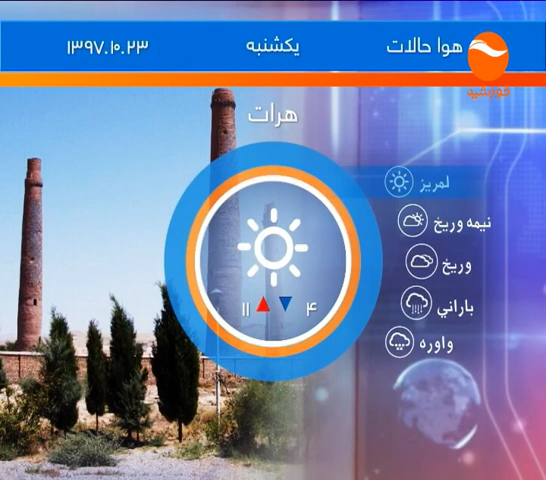 هوا حالات
یکشنبه
۱۳۹۷.۱۰.۲۳
خورشید
هرات
۱۱ ۴
لمریز
نیمه وریځ
وریځ
باراني
واوره